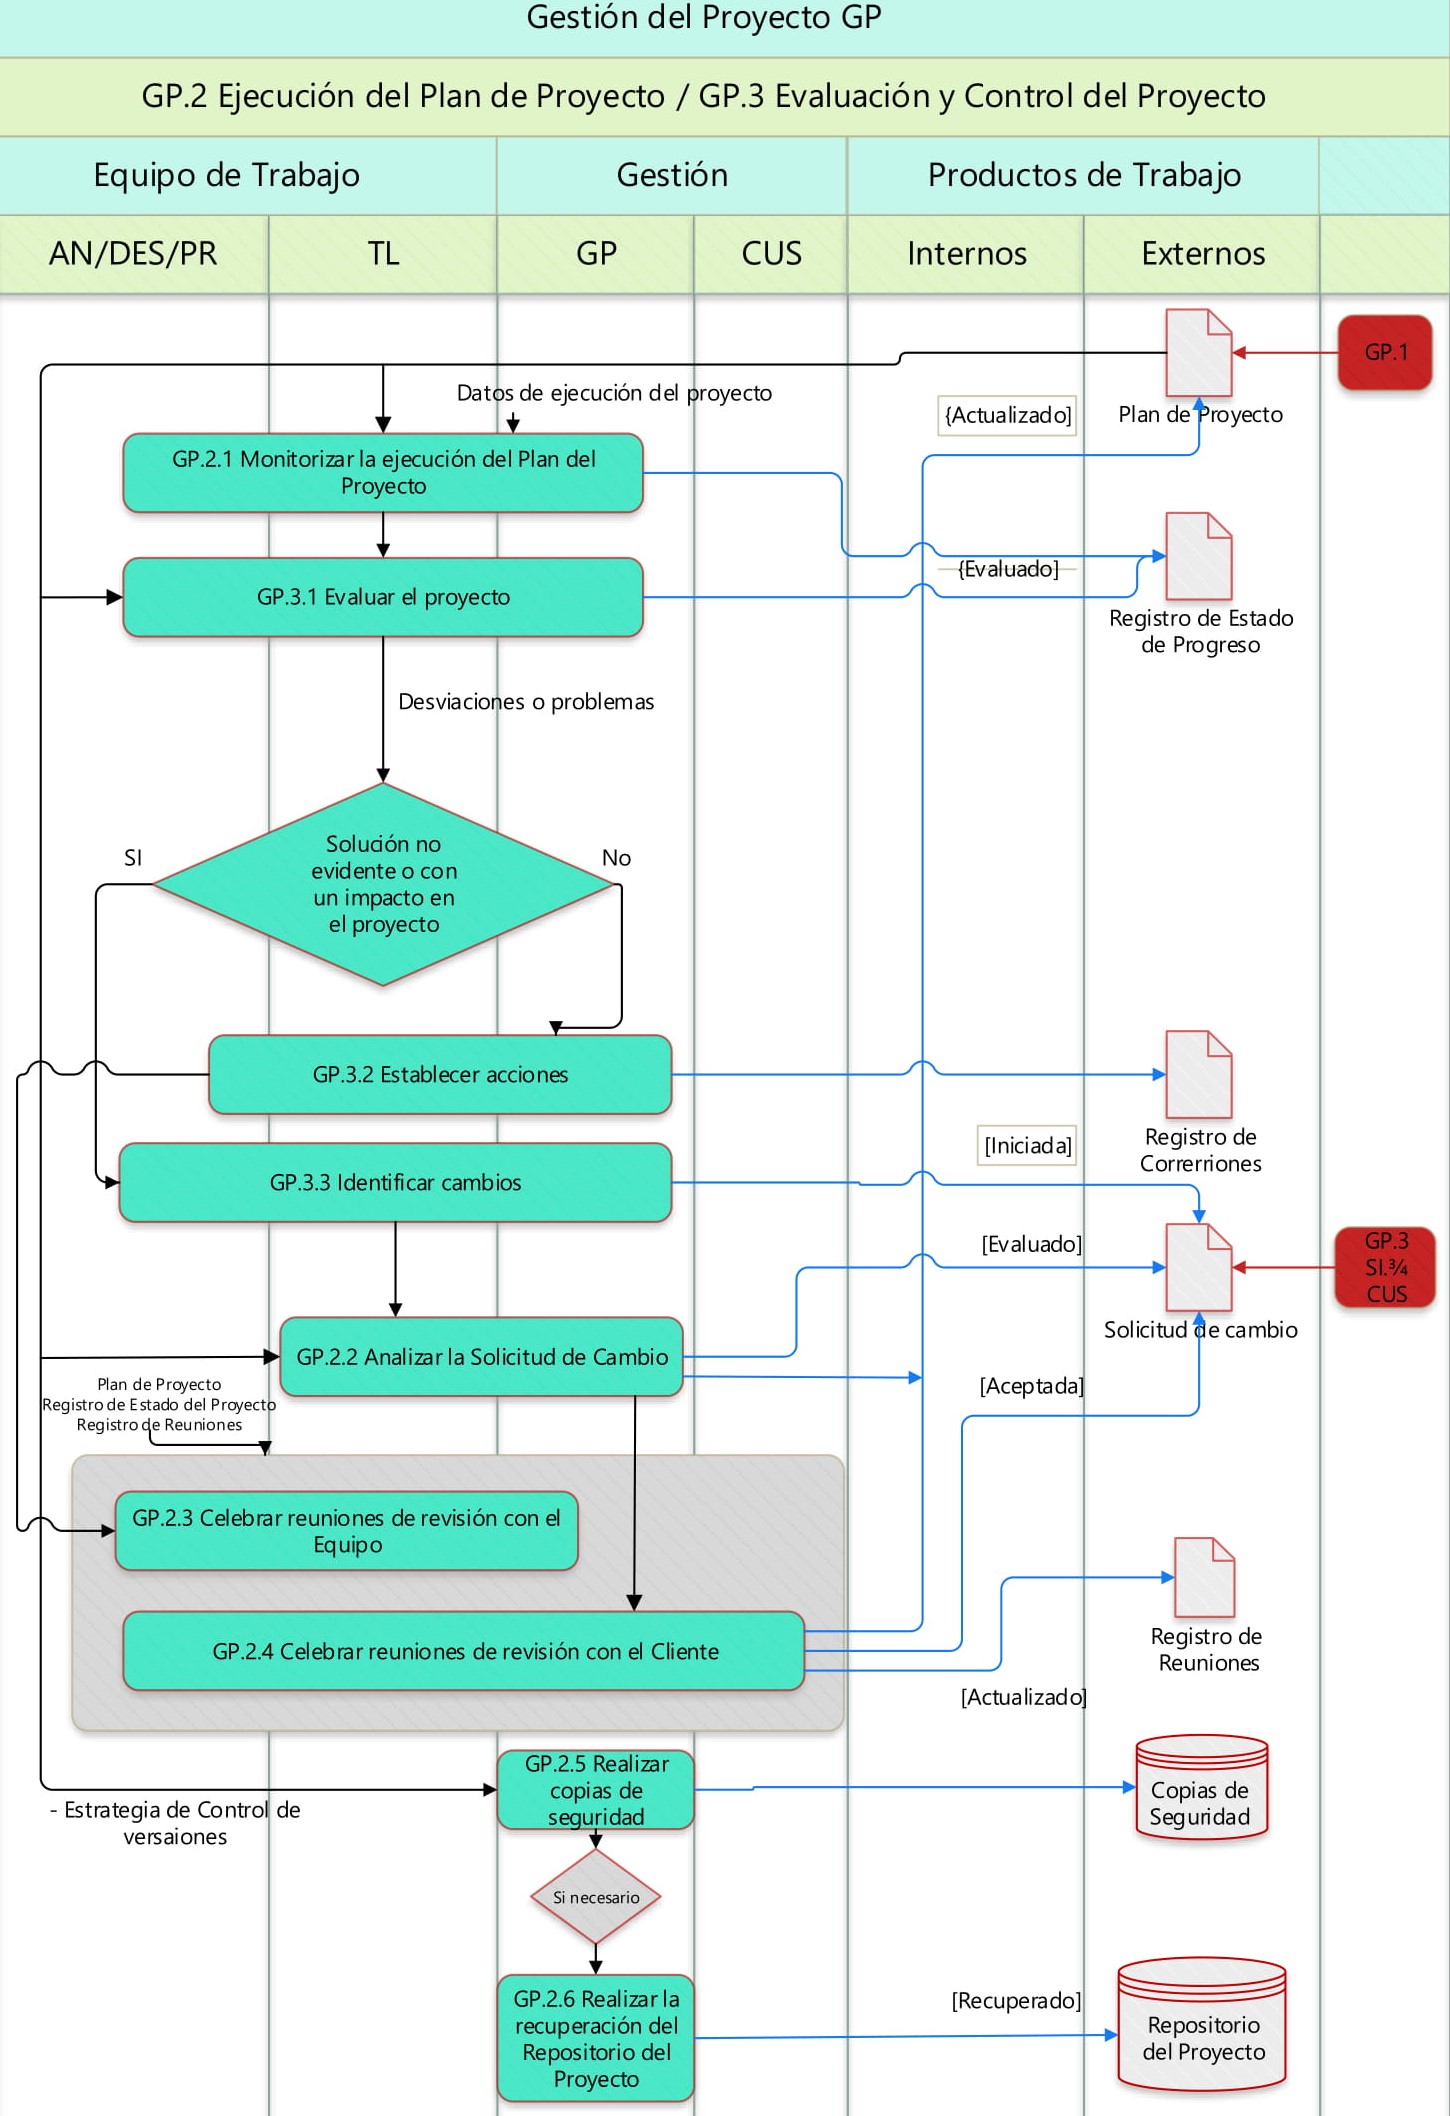 Gestión del Proyecto GP
GP.2 Ejecución del Plan de Proyecto / GP.3 Evaluación y Control del Proyecto
Equipo de Trabajo
Gestión
Productos de Trabajo
AN/DES/PR
TL
GP
CUS
Internos
Externos
GP.1
Plan de Proyecto
{Actualizado]
Datos de ejecución del proyecto
GP.2.1 Monitorizar la ejecución del Plan del
Proyecto
{Evaluado]
GP.3.1 Evaluar el proyecto
Registro de Estado
de Progreso
Desviaciones o problemas
Solución no
evidente o con
un impacto en
el proyecto
SI
No
GP.3.2 Establecer acciones
Registro de
Correrriones
[Iniciada]
GP.3.3 Identificar cambios
[Evaluado]
GP.3
SI.¾
CUS
Solicitud de cambio
GP.2.2 Analizar la Solicitud de Cambio
[Aceptada]
Plan de Proyecto
Registro de Estado del Proyecto
Registro de Reuniones
GP.2.3 Celebrar reuniones de revisión con el
Equipo
GP.2.4 Celebrar reuniones de revisión con el Cliente
Registro de
Reuniones
[Actualizado]
GP.2.5 Realizar
copias de
seguridad
Copias de
Seguridad
- Estrategia de Control de
versaiones
Si necesario
GP.2.6 Realizar la
recuperación del
Repositorio del
Proyecto
[Recuperado]
Repositorio
del Proyecto